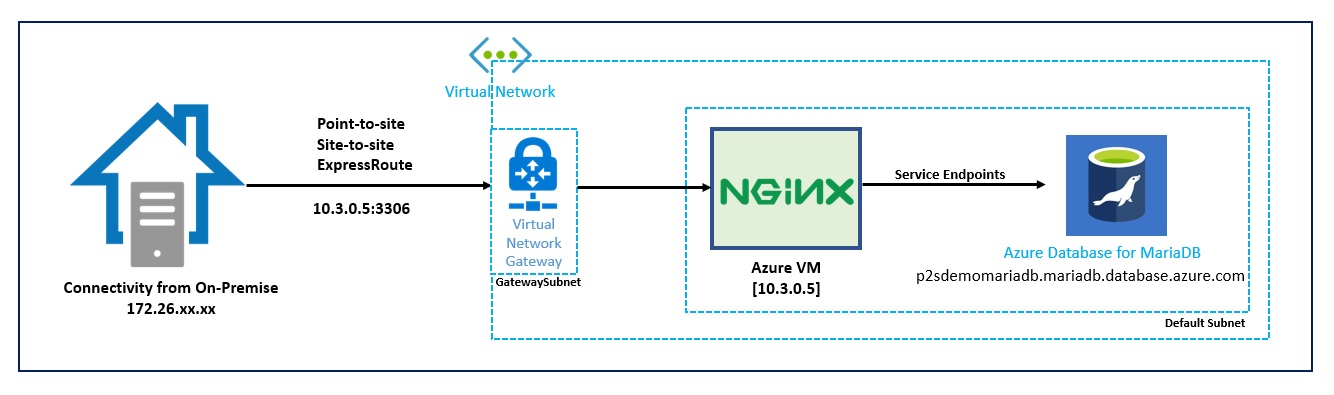 Virtual Network
Point-to-site
Site-to-site
ExpressRoute
10.3.0.5:3306
Connectivity from On-Premise
172.26.xx.xx
Virtual
Network
Gateway
GatewaySubnet
NGINX
Azure VM
[10.3.0.5]
Service Endpoints
Azure Database for MariaDB
p2sdemomariadb.mariadb.database.azure.com
Default Subnet